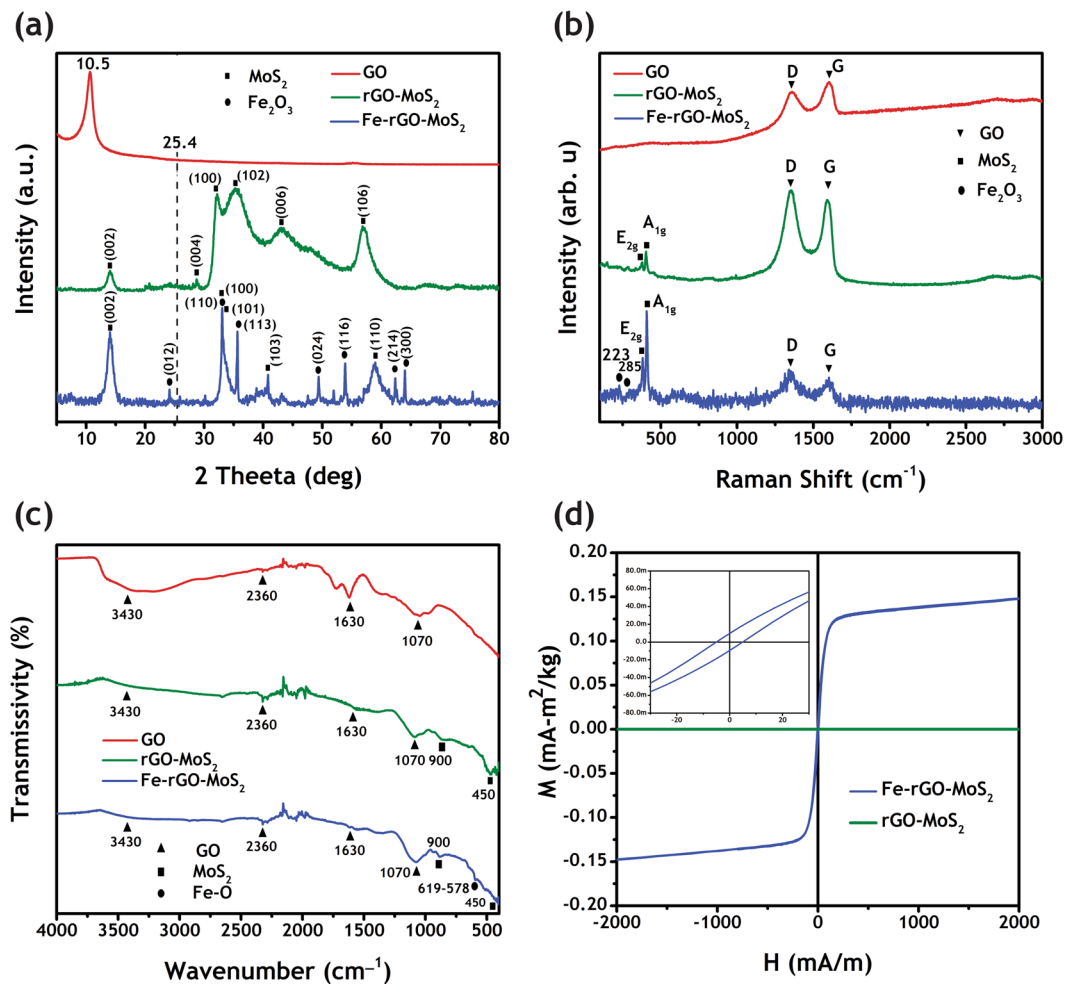 (a)
10.5
25.4
■ MoS₂
● Fe₂O₃
GO
rGO-MoS₂
Fe-rGO-MoS₂
(002)
(004)
(100)
(102)
(006)
(106)
(002)
(012)
(110)
(100)
(101)
(113)
(103)
(024)
(116)
(110)
(214)
(300)
Intensity (a.u.)
10 20 30 40 50 60 70 80
2 Theeta (deg)
(b)
GO
rGO-MoS₂
Fe-rGO-MoS₂
D
G
▼ GO
■ MoS₂
● Fe₂O₃
D
G
E2g
A1g
A1g
E2g
223
285
D
G
Intensity (arb. u)
500 1000 1500 2000 2500 3000
Raman Shift (cm⁻¹)
(c)
3430
2360
1630
1070
3430
2360
1630
1070
900
450
GO
rGO-MoS₂
Fe-rGO-MoS₂
3430
2360
1630
1070
900
619-578
450
▲ GO
■ MoS₂
● Fe-O
Transmissivity (%)
4000 3500 3000 2500 2000 1500 1000 500
Wavenumber (cm⁻¹)
(d)
0.20
0.15
0.10
0.05
0.00
-0.05
-0.10
-0.15
-0.20
80.0m
60.0m
40.0m
20.0m
0.0
-20.0m
-40.0m
-60.0m
-80.0m
-20 0 20
Fe-rGO-MoS₂
rGO-MoS₂
M (mA-m²/kg)
-2000 -1000 0 1000 2000
H (mA/m)